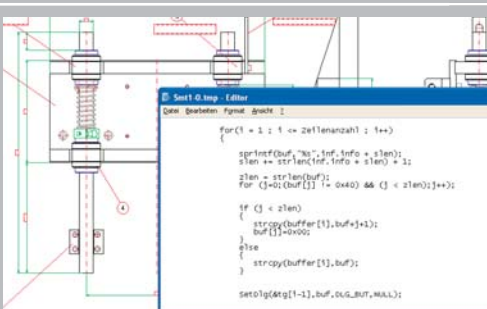 Smt1-0.tmp - Editor
Datei Bearbeiten Format Ansicht ?
for(i = 1 ; i <= Zeilenanzahl ; i++)
{
sprintf(buf,"%s",inf.info + slen);
slen += strlen(inf.info + slen) + 1;
zlen = strlen(buf);
for (j=0;(buf[j] != 0x40) && (j < zlen);j++);
if (j < zlen)
{
strcpy(buffer[i],buf+j+1);
buf[j]=0x00;
}
else
{
strcpy(buffer[i],buf);
}
SetDlg(&tg[i-1],buf,DLG_BUT,NULL);
4